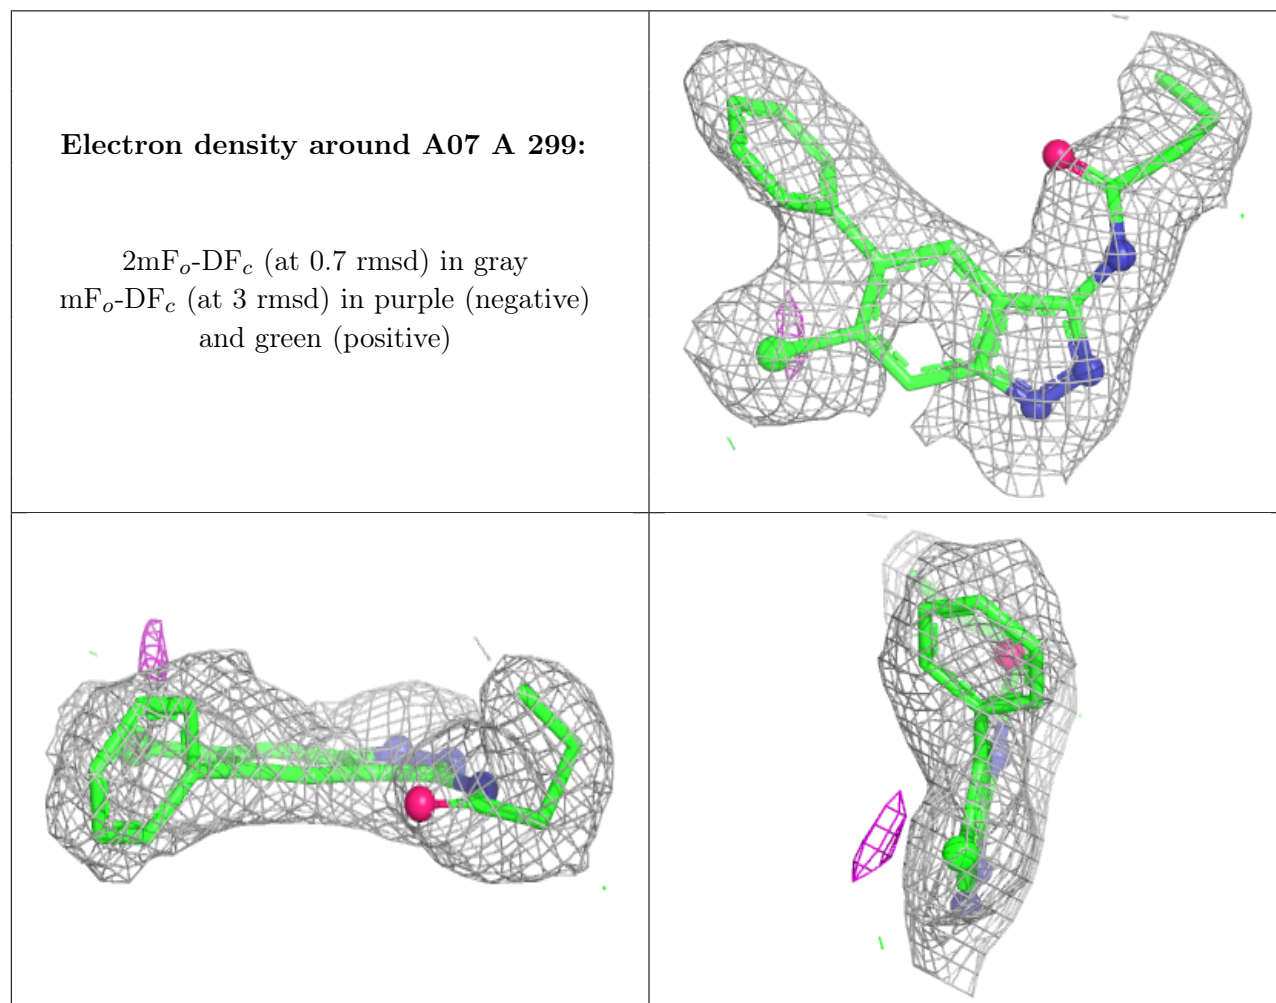 Electron density around A07 A 299:
2mFo-DFc (at 0.7 rmsd) in gray
mFo-DFc (at 3 rmsd) in purple (negative)
and green (positive)